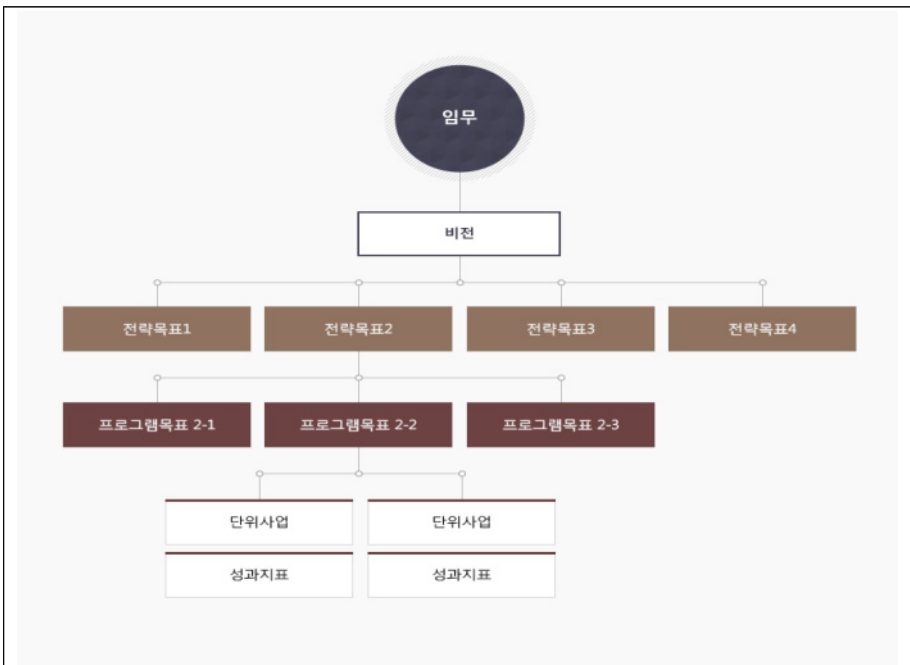 임무
비전
전략목표1
전략목표2
전략목표3
전략목표4
프로그램목표 2-1
프로그램목표 2-2
프로그램목표 2-3
단위사업
단위사업
성과지표
성과지표